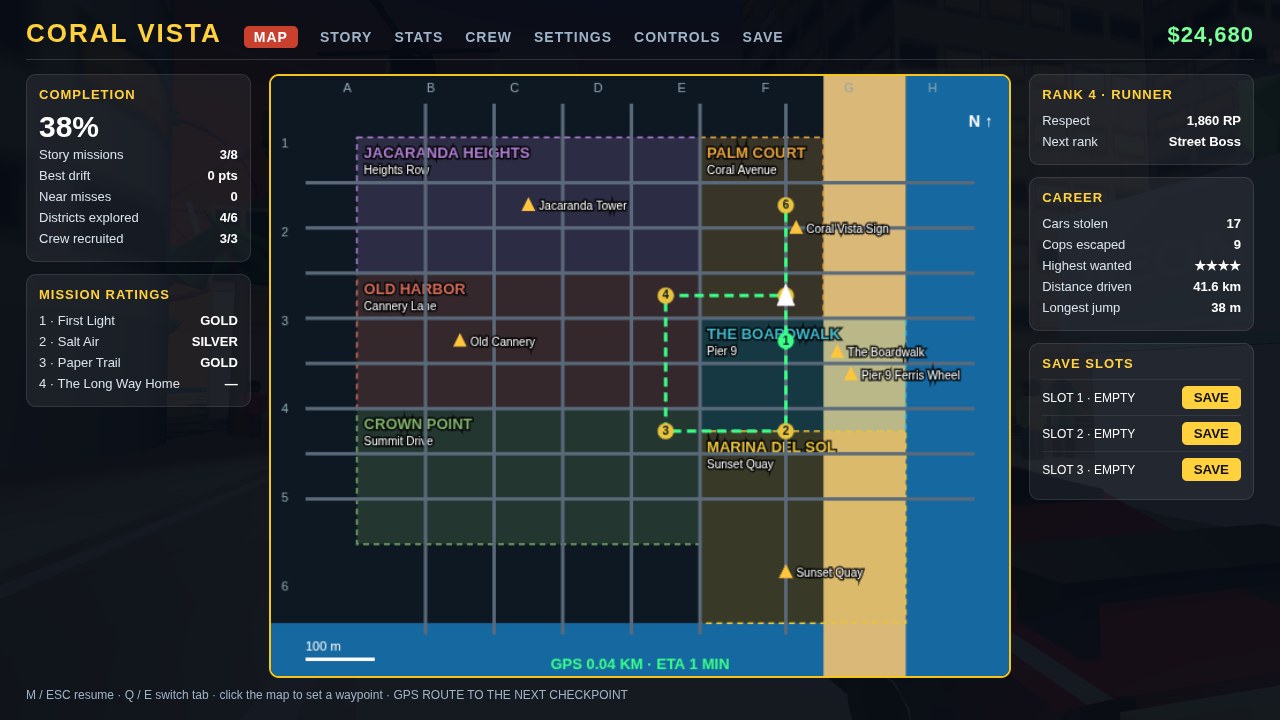 CORAL VISTA
MAP STORY STATS CREW SETTINGS CONTROLS SAVE
$24,680
COMPLETION
38%
Story missions 3/8
Best drift 0 pts
Near misses 0
Districts explored 4/6
Crew recruited 3/3
MISSION RATINGS
1 · First Light GOLD
2 · Salt Air SILVER
3 · Paper Trail GOLD
4 · The Long Way Home —
A B C D E F G H
N ↑
1
2
3
4
5
6
JACARANDA HEIGHTS
Heights Row
PALM COURT
Coral Avenue
Jacaranda Tower
6
Coral Vista Sign
OLD HARBOR
Cannery Lane
4
THE BOARDWALK
Pier 9
1
Old Cannery
The Boardwalk
Pier 9 Ferris Wheel
CROWN POINT
Summit Drive
3
2
MARINA DEL SOL
Sunset Quay
Sunset Quay
100 m
GPS 0.04 KM · ETA 1 MIN
RANK 4 · RUNNER
Respect 1,860 RP
Next rank Street Boss
CAREER
Cars stolen 17
Cops escaped 9
Highest wanted ★★★★
Distance driven 41.6 km
Longest jump 38 m
SAVE SLOTS
SLOT 1 · EMPTY SAVE
SLOT 2 · EMPTY SAVE
SLOT 3 · EMPTY SAVE
M / ESC resume · Q / E switch tab · click the map to set a waypoint · GPS ROUTE TO THE NEXT CHECKPOINT